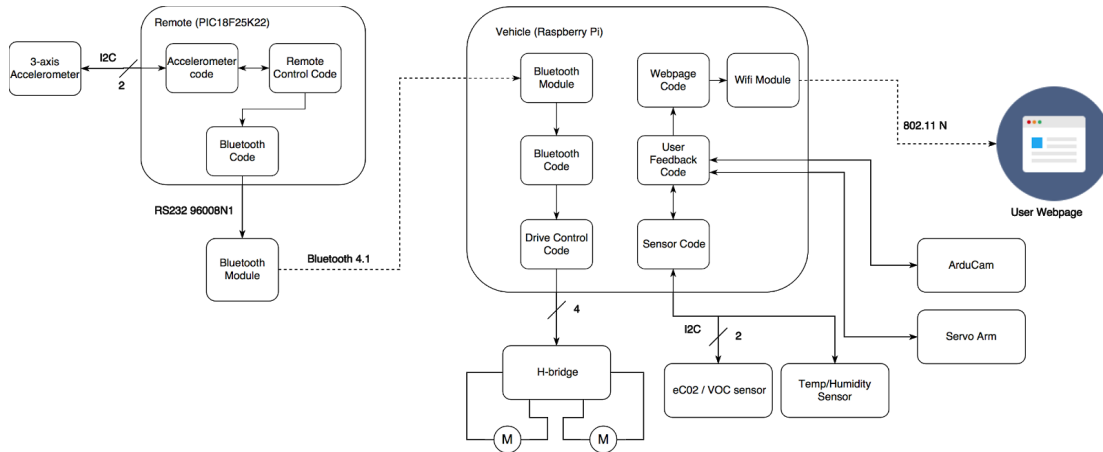 Remote (PIC18F25K22)
3-axis
Accelerometer
I2C
2
Accelerometer
code
Remote
Control Code
Bluetooth
Code
RS232 96008N1
Bluetooth
Module
Bluetooth 4.1
Vehicle (Raspberry Pi)
Bluetooth
Module
Bluetooth
Code
Drive Control
Code
4
H-bridge
M
M
Webpage
Code
Wifi Module
User
Feedback
Code
Sensor Code
I2C
2
eC02 / VOC sensor
Temp/Humidity
Sensor
802.11 N
User Webpage
ArduCam
Servo Arm